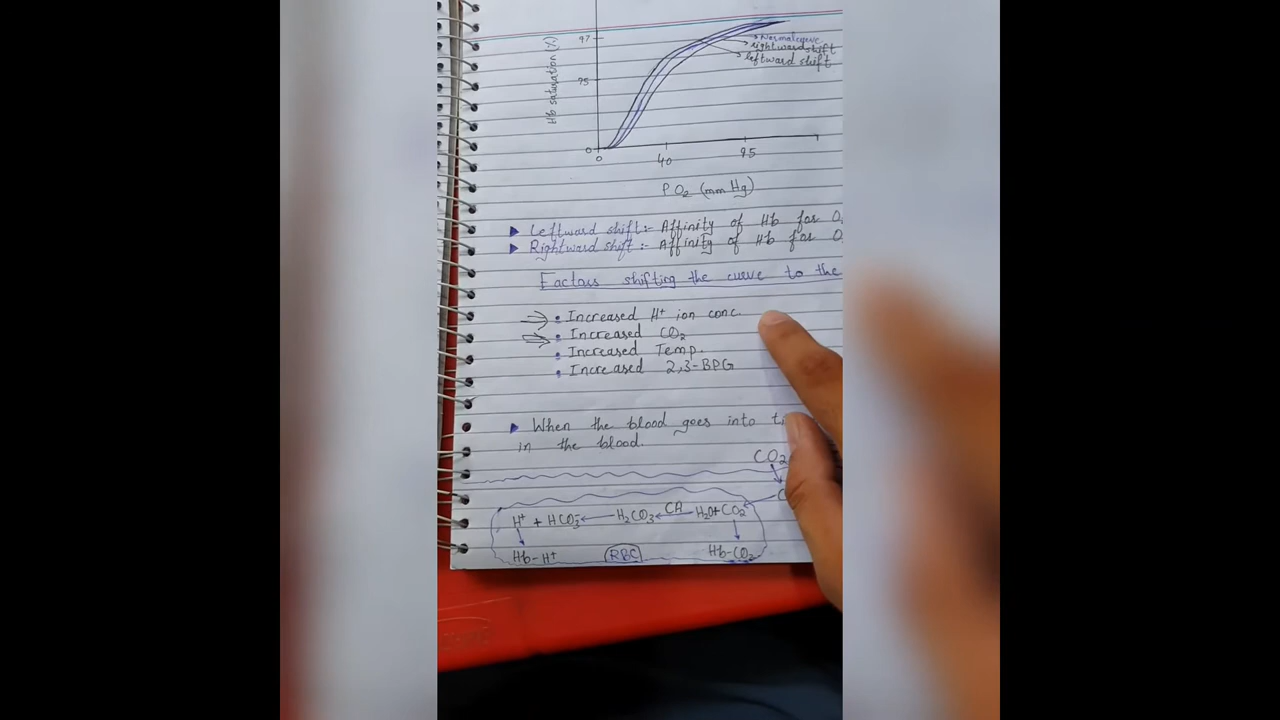 97
Hb saturation (%)
75
0
0 40 95
PO2 (mm Hg)
Normal curve
rightward shift
leftward shift
Leftward shift:- Affinity of Hb for O
Rightward shift:- Affinity of Hb for O
Factors shifting the curve to the
Increased H+ ion conc.
Increased CO2
Increased Temp.
Increased 2,3-BPG
When the blood goes into
in the blood.
CO2
H+ + HCO3- ← H2CO3 ← CA H2O + CO2
Hb-H+ RBC Hb-CO2